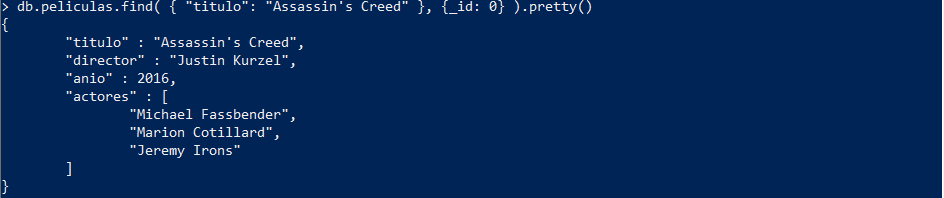 > db.peliculas.find( { "titulo": "Assassin's Creed" }, {_id: 0} ).pretty()
{
        "titulo" : "Assassin's Creed",
        "director" : "Justin Kurzel",
        "anio" : 2016,
        "actores" : [
                "Michael Fassbender",
                "Marion Cotillard",
                "Jeremy Irons"
        ]
}